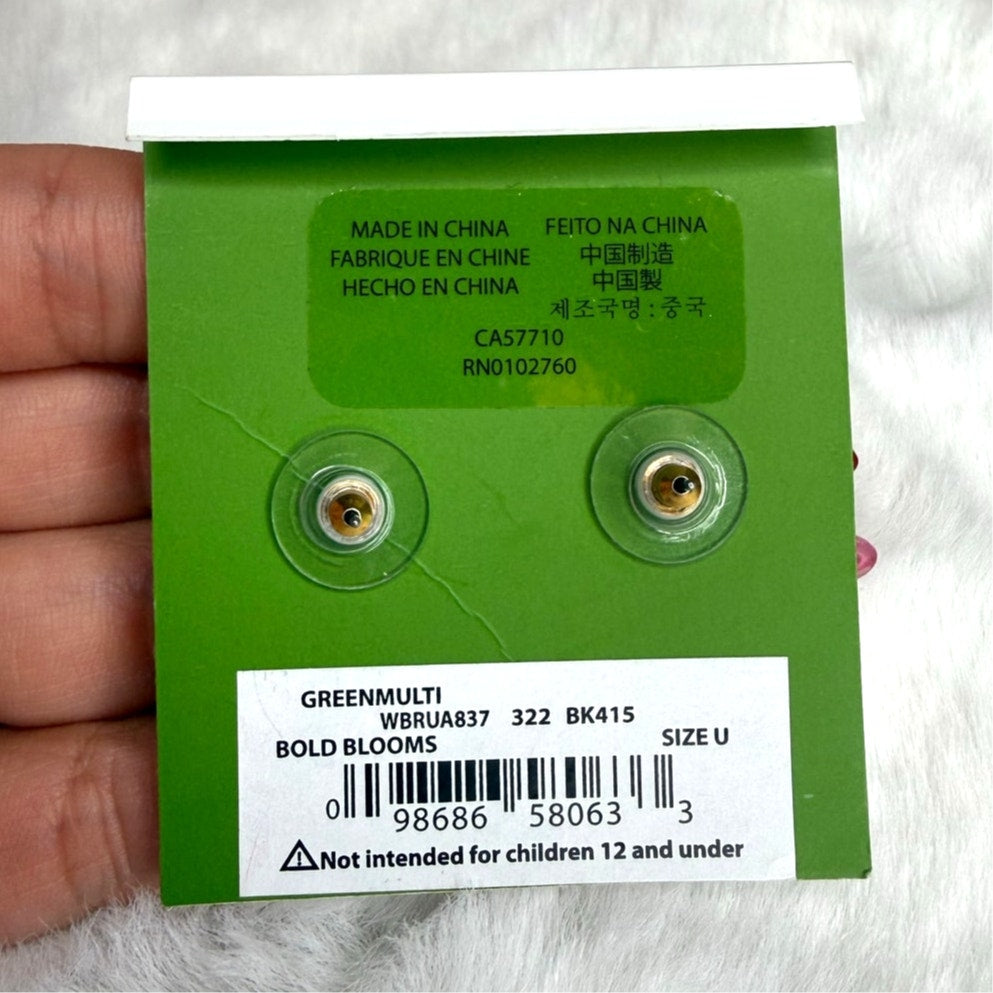 MADE IN CHINA
FABRIQUE EN CHINE
HECHO EN CHINA
FEITO NA CHINA
中国制造
中国製
제조국명 : 중국
CA57710
RN0102760
GREENMULTI
WBRUA837 322 BK415
BOLD BLOOMS SIZE U
0 98686 58063 3
⚠Not intended for children 12 and under